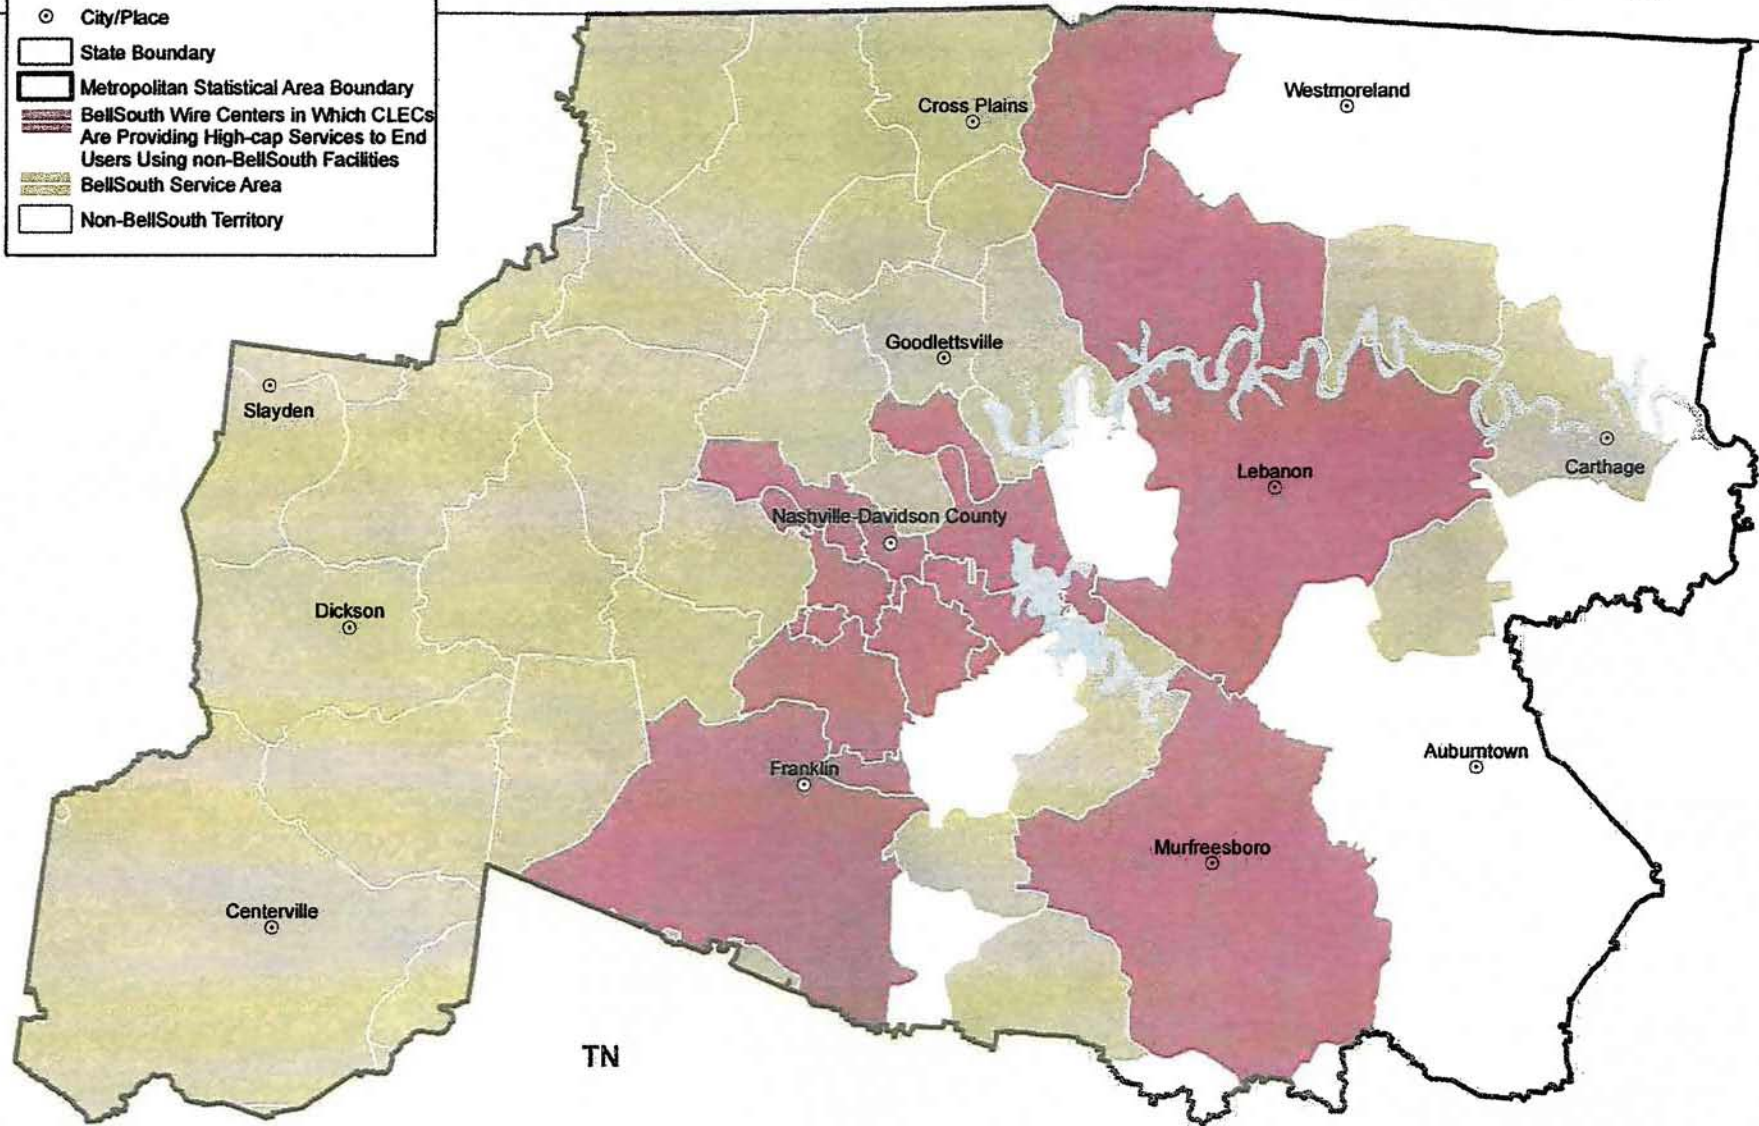 City/Place
State Boundary
Metropolitan Statistical Area Boundary
BellSouth Wire Centers in Which CLECs
Are Providing High-cap Services to End
Users Using non-BellSouth Facilities
BellSouth Service Area
Non-BellSouth Territory
Westmoreland
Cross Plains
Goodlettsville
Slayden
Lebanon
Carthage
Nashville-Davidson County
Dickson
Auburntown
Franklin
Murfreesboro
Centerville
TN